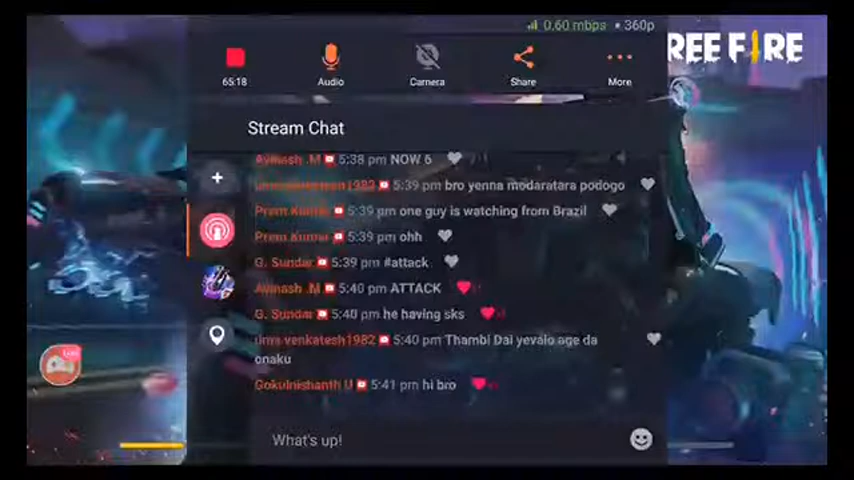 0.60 mbps 360p
FREE FIRE
65:18 Audio Camera Share More
Stream Chat
Avinash .M 5:38 pm NOW 6
5:39 pm bro yenna modaratara podogo
Prem Kumar 5:39 pm one guy is watching from Brazil
Prem Kumar 5:39 pm ohh
G. Sundar 5:39 pm #attack
Avinash .M 5:40 pm ATTACK
G. Sundar 5:40 pm he having sks
uma venkatesh1982 5:40 pm Thambi Dai yevalo age da
onaku
Gokulnishanth U 5:41 pm hi bro
What's up!